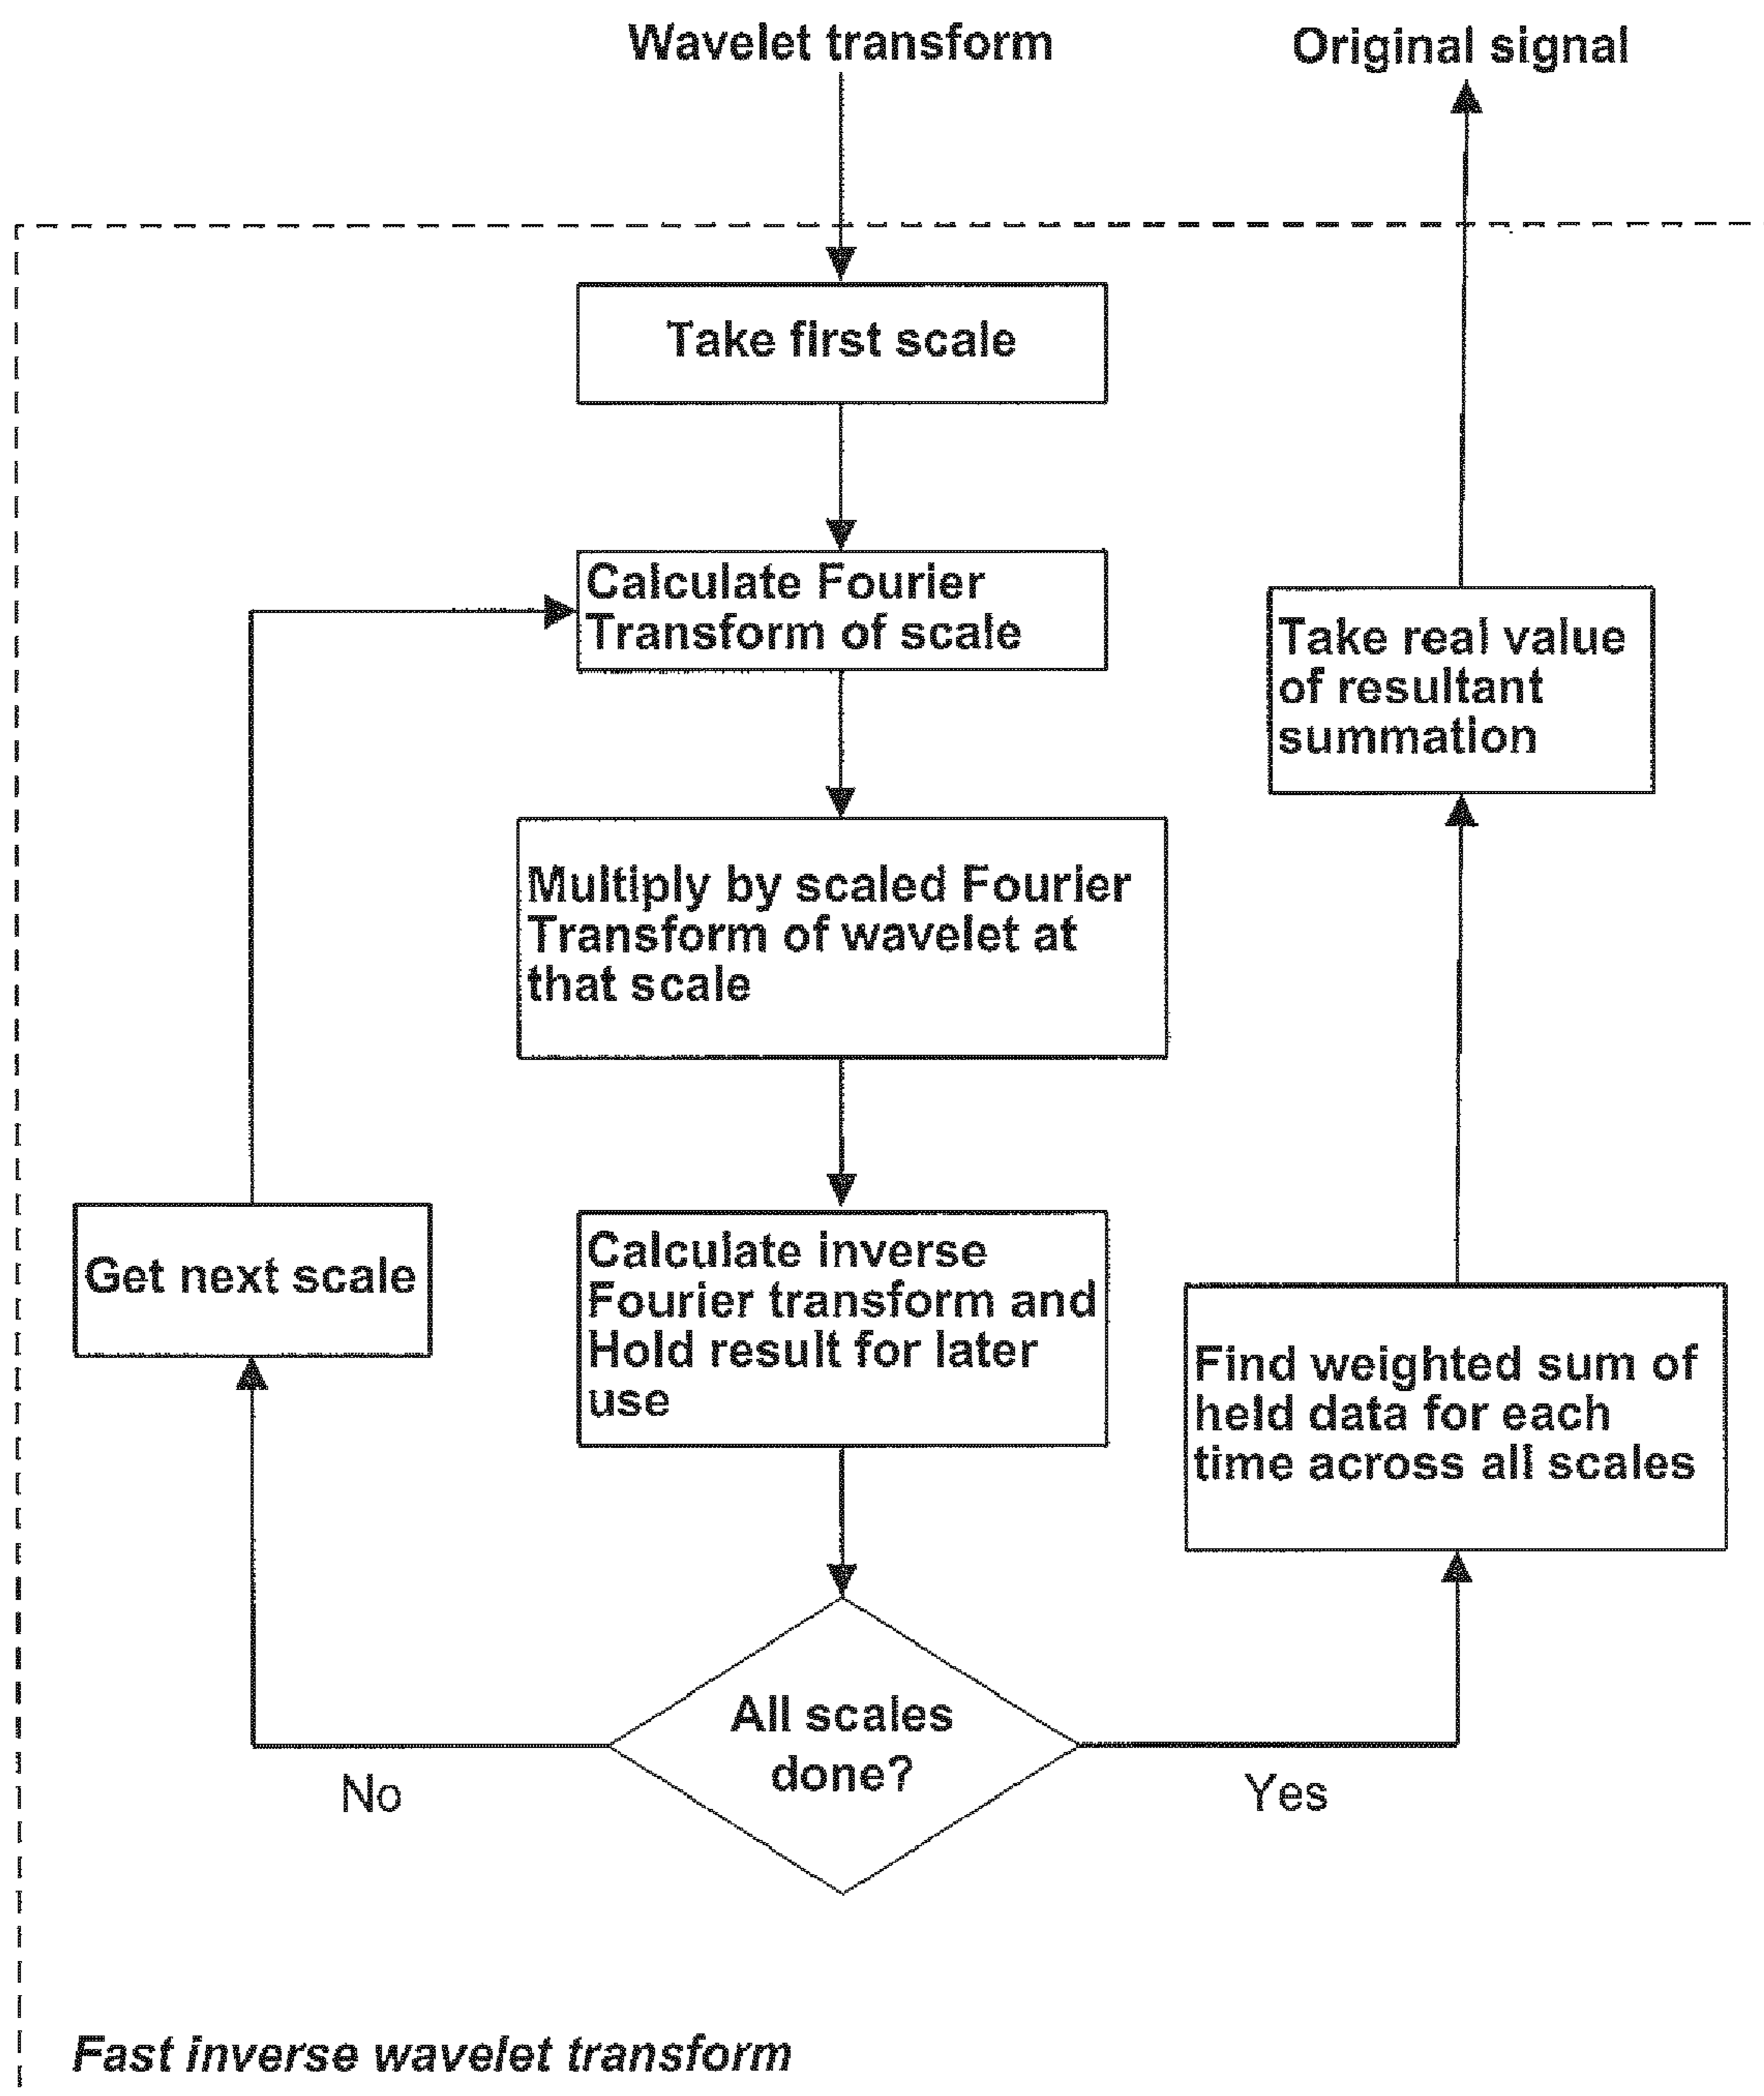 Wavelet transform
Original signal
Take first scale
Calculate Fourier
Transform of scale
Take real value
of resultant
summation
Multiply by scaled Fourier
Transform of wavelet at
that scale
Get next scale
Calculate inverse
Fourier transform and
Hold result for later
use
Find weighted sum of
held data for each
time across all scales
All scales
done?
No
Yes
Fast inverse wavelet transform